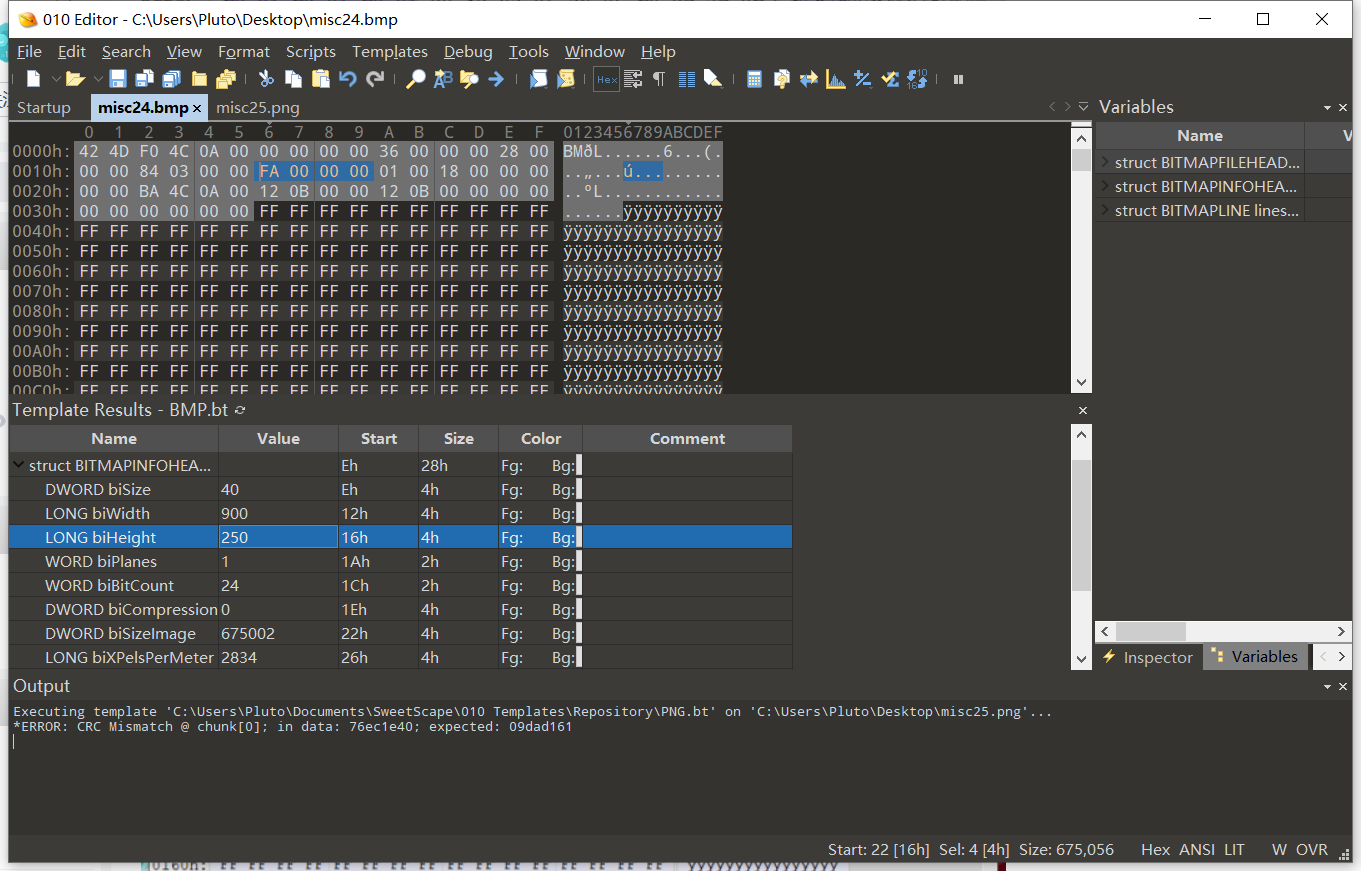 010 Editor - C:\Users\Pluto\Desktop\misc24.bmp
File Edit Search View Format Scripts Templates Debug Tools Window Help
Startup misc24.bmp × misc25.png
Variables
0 1 2 3 4 5 6 7 8 9 A B C D E F 0123456789ABCDEF
0000h: 42 4D F0 4C 0A 00 00 00 00 00 36 00 00 00 28 00 BMðL......6...(.
0010h: 00 00 84 03 00 00 FA 00 00 00 01 00 18 00 00 00 ..„...ú.........
0020h: 00 00 BA 4C 0A 00 12 0B 00 00 12 0B 00 00 00 00 ..ºL............
0030h: 00 00 00 00 00 00 FF FF FF FF FF FF FF FF FF FF ......ÿÿÿÿÿÿÿÿÿÿ
0040h: FF FF FF FF FF FF FF FF FF FF FF FF FF FF FF FF ÿÿÿÿÿÿÿÿÿÿÿÿÿÿÿÿ
0050h: FF FF FF FF FF FF FF FF FF FF FF FF FF FF FF FF ÿÿÿÿÿÿÿÿÿÿÿÿÿÿÿÿ
0060h: FF FF FF FF FF FF FF FF FF FF FF FF FF FF FF FF ÿÿÿÿÿÿÿÿÿÿÿÿÿÿÿÿ
0070h: FF FF FF FF FF FF FF FF FF FF FF FF FF FF FF FF ÿÿÿÿÿÿÿÿÿÿÿÿÿÿÿÿ
0080h: FF FF FF FF FF FF FF FF FF FF FF FF FF FF FF FF ÿÿÿÿÿÿÿÿÿÿÿÿÿÿÿÿ
0090h: FF FF FF FF FF FF FF FF FF FF FF FF FF FF FF FF ÿÿÿÿÿÿÿÿÿÿÿÿÿÿÿÿ
00A0h: FF FF FF FF FF FF FF FF FF FF FF FF FF FF FF FF ÿÿÿÿÿÿÿÿÿÿÿÿÿÿÿÿ
00B0h: FF FF FF FF FF FF FF FF FF FF FF FF FF FF FF FF ÿÿÿÿÿÿÿÿÿÿÿÿÿÿÿÿ
00C0h: FF FF FF FF FF FF FF FF FF FF FF FF FF FF FF FF ÿÿÿÿÿÿÿÿÿÿÿÿÿÿÿÿ
Name V
struct BITMAPFILEHEAD...
struct BITMAPINFOHEA...
struct BITMAPLINE lines...
Template Results - BMP.bt
Name Value Start Size Color Comment
struct BITMAPINFOHEA... Eh 28h Fg: Bg:
DWORD biSize 40 Eh 4h Fg: Bg:
LONG biWidth 900 12h 4h Fg: Bg:
LONG biHeight 250 16h 4h Fg: Bg:
WORD biPlanes 1 1Ah 2h Fg: Bg:
WORD biBitCount 24 1Ch 2h Fg: Bg:
DWORD biCompression 0 1Eh 4h Fg: Bg:
DWORD biSizeImage 675002 22h 4h Fg: Bg:
LONG biXPelsPerMeter 2834 26h 4h Fg: Bg:
Inspector Variables
Output
Executing template 'C:\Users\Pluto\Documents\SweetScape\010 Templates\Repository\PNG.bt' on 'C:\Users\Pluto\Desktop\misc25.png'...
*ERROR: CRC Mismatch @ chunk[0]; in data: 76ec1e40; expected: 09dad161
Start: 22 [16h] Sel: 4 [4h] Size: 675,056 Hex ANSI LIT W OVR